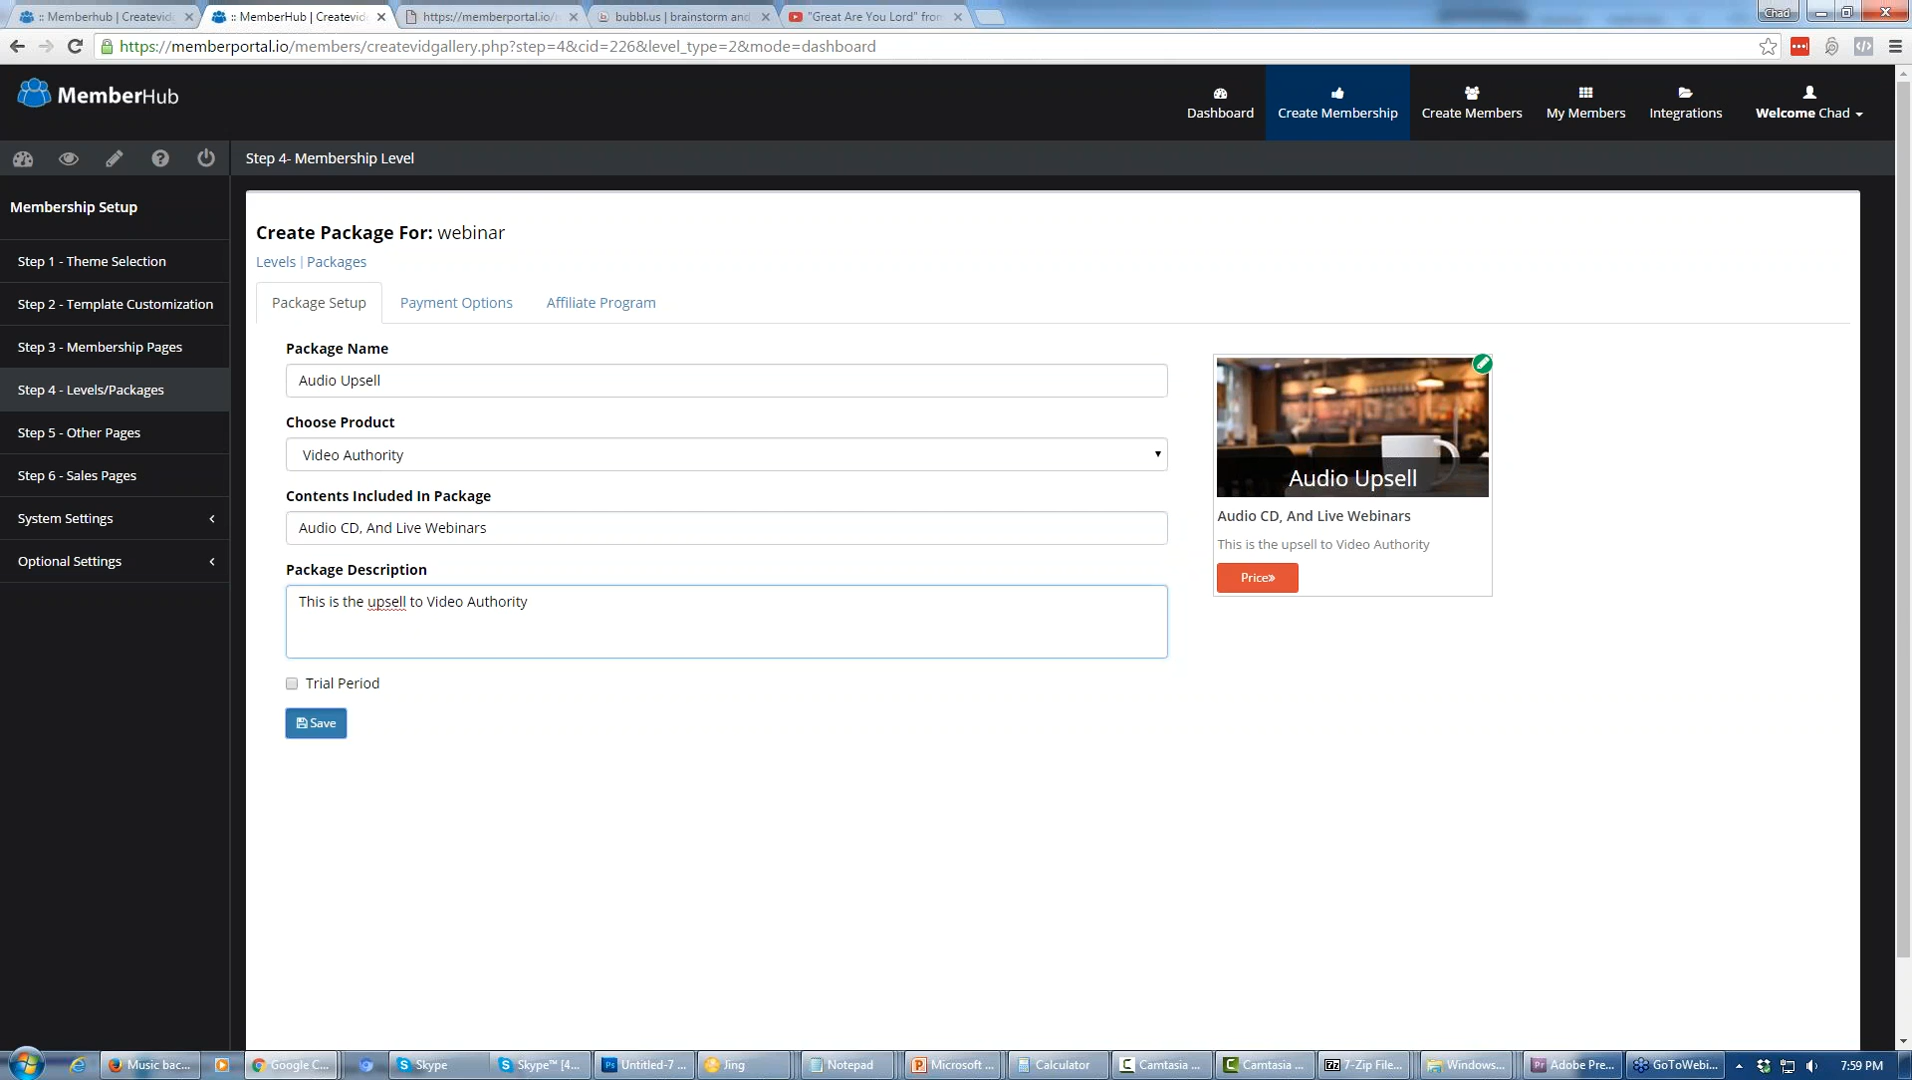 :: MemberHub | Createvid
:: MemberHub | Createvid
https://memberportal.io/
bubbl.us | brainstorm and
"Great Are You Lord" fro
Chad
https://memberportal.io/members/createvidgallery.php?step=4&cid=226&level_type=2&mode=dashboard
MemberHub
Dashboard
Create Membership
Create Members
My Members
Integrations
Welcome Chad
Step 4- Membership Level
Membership Setup
Step 1 - Theme Selection
Step 2 - Template Customization
Step 3 - Membership Pages
Step 4 - Levels/Packages
Step 5 - Other Pages
Step 6 - Sales Pages
System Settings
Optional Settings
Create Package For: webinar
Levels | Packages
Package Setup
Payment Options
Affiliate Program
Package Name
Audio Upsell
Choose Product
Video Authority
Contents Included In Package
Audio CD, And Live Webinars
Package Description
This is the upsell to Video Authority
Trial Period
Save
Audio Upsell
Audio CD, And Live Webinars
This is the upsell to Video Authority
Price»
Music bac...
Google C...
Skype
Skype™ [4...
Untitled-7 ...
Jing
Notepad
Microsoft ...
Calculator
Camtasia ...
Camtasia ...
7-Zip File...
Windows...
Adobe Pre...
GoToWebi...
7:59 PM